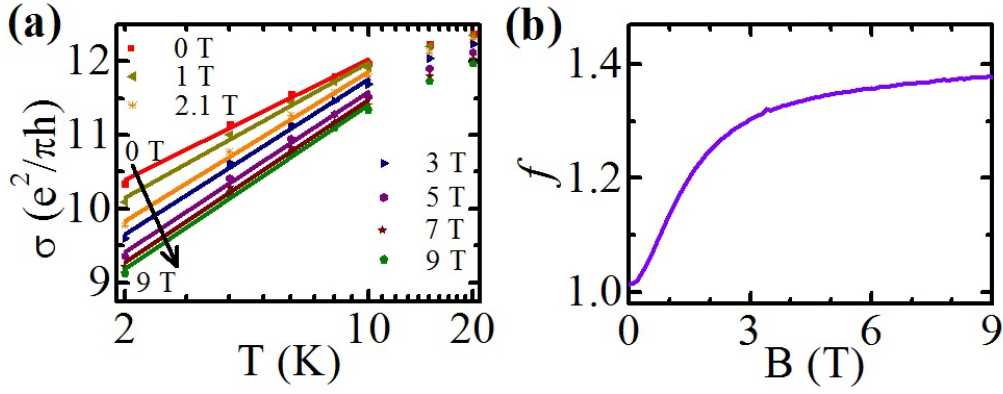 (a)
12
11
10
9
σ (e²/πh)
0 T
1 T
2.1 T
0 T
9 T
3 T
5 T
7 T
9 T
2
10
20
T (K)
(b)
1.4
1.2
1.0
f
0
3
6
9
B (T)